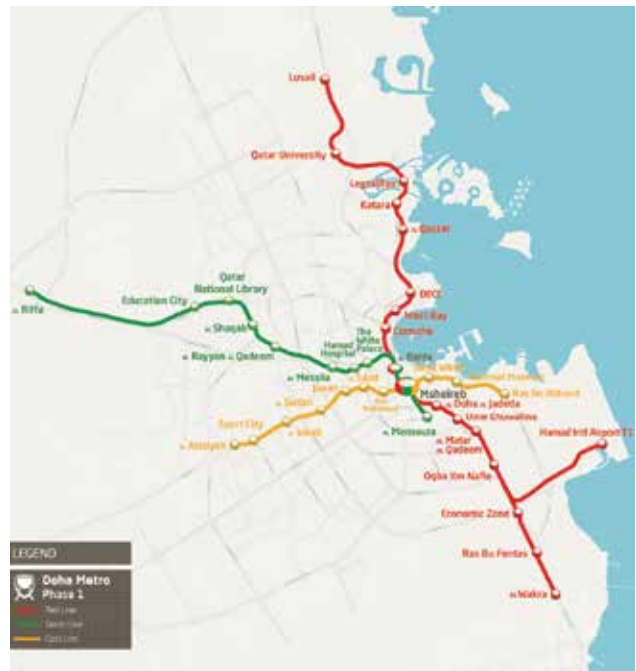 Lusail
Qatar University
Legtaifiya
Katara
Al Qassar
DECC
West Bay
Corniche
Al Bidda
Qatar
National Library
Education City
Al Riffa
Al Shaqab
Al Rayyan Al Qadeem
Al Messila
Hamad
Hospital
The
White
Palace
Al Sadd
Sport City
Al Aziziyah
Al Waab
Msheireb
Al Doha Al Jadeda
Umm Ghuwailina
Al Mansoura
Al Matar
Al Qadeem
Hamad Int'l Airport T1
Oqba Ibn Nafie
Economic Zone
Ras Bu Fontas
Al Wakra
LEGEND
Doha Metro
Phase 1
Red Line
Green Line
Gold Line